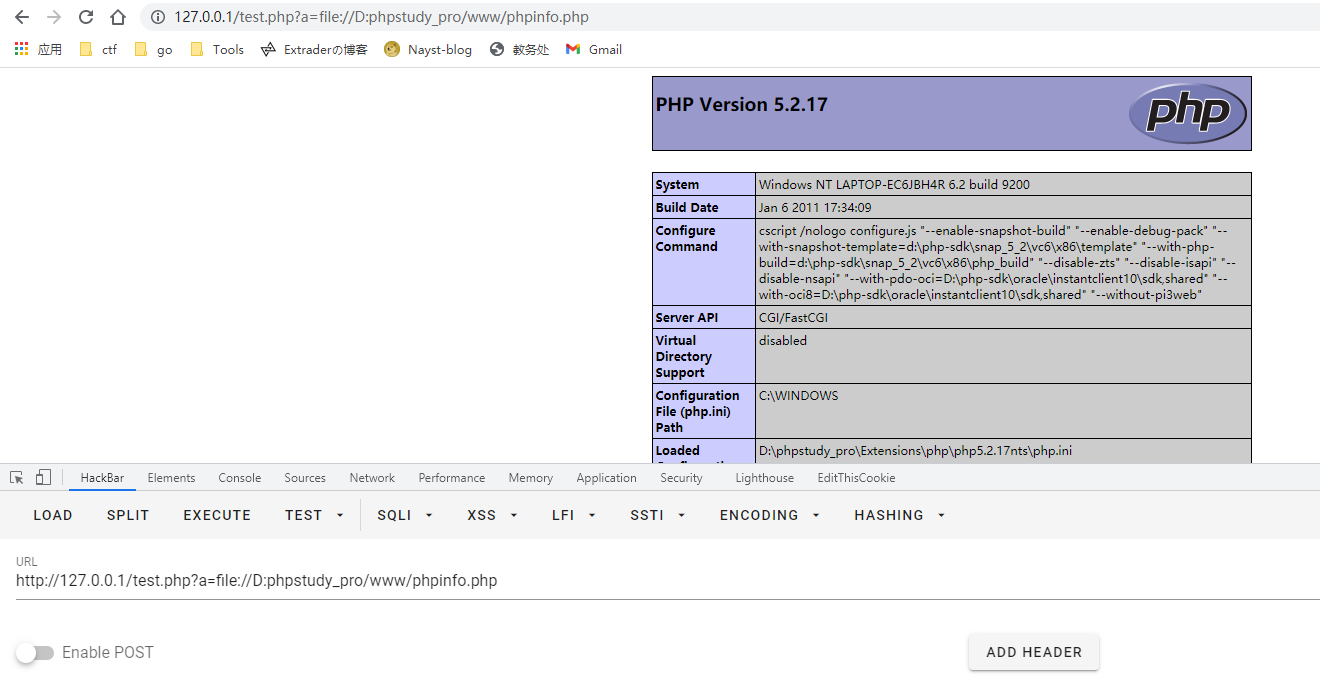 127.0.0.1/test.php?a=file://D:phpstudy_pro/www/phpinfo.php
应用 ctf go Tools Extraderの博客 Nayst-blog 教务处 Gmail
PHP Version 5.2.17
php
System Windows NT LAPTOP-EC6JBH4R 6.2 build 9200
Build Date Jan 6 2011 17:34:09
Configure cscript /nologo configure.js "--enable-snapshot-build" "--enable-debug-pack" "--
Command with-snapshot-template=d:\php-sdk\snap_5_2\vc6\x86\template" "--with-php-
build=d:\php-sdk\snap_5_2\vc6\x86\php_build" "--disable-zts" "--disable-isapi" "--
disable-nsapi" "--with-pdo-oci=D:\php-sdk\oracle\instantclient10\sdk,shared" "--
with-oci8=D:\php-sdk\oracle\instantclient10\sdk,shared" "--without-pi3web"
Server API CGI/FastCGI
Virtual disabled
Directory
Support
Configuration C:\WINDOWS
File (php.ini)
Path
Loaded D:\phpstudy_pro\Extensions\php\php5.2.17nts\php.ini
HackBar Elements Console Sources Network Performance Memory Application Security Lighthouse EditThisCookie
LOAD SPLIT EXECUTE TEST SQLI XSS LFI SSTI ENCODING HASHING
URL
http://127.0.0.1/test.php?a=file://D:phpstudy_pro/www/phpinfo.php
Enable POST ADD HEADER